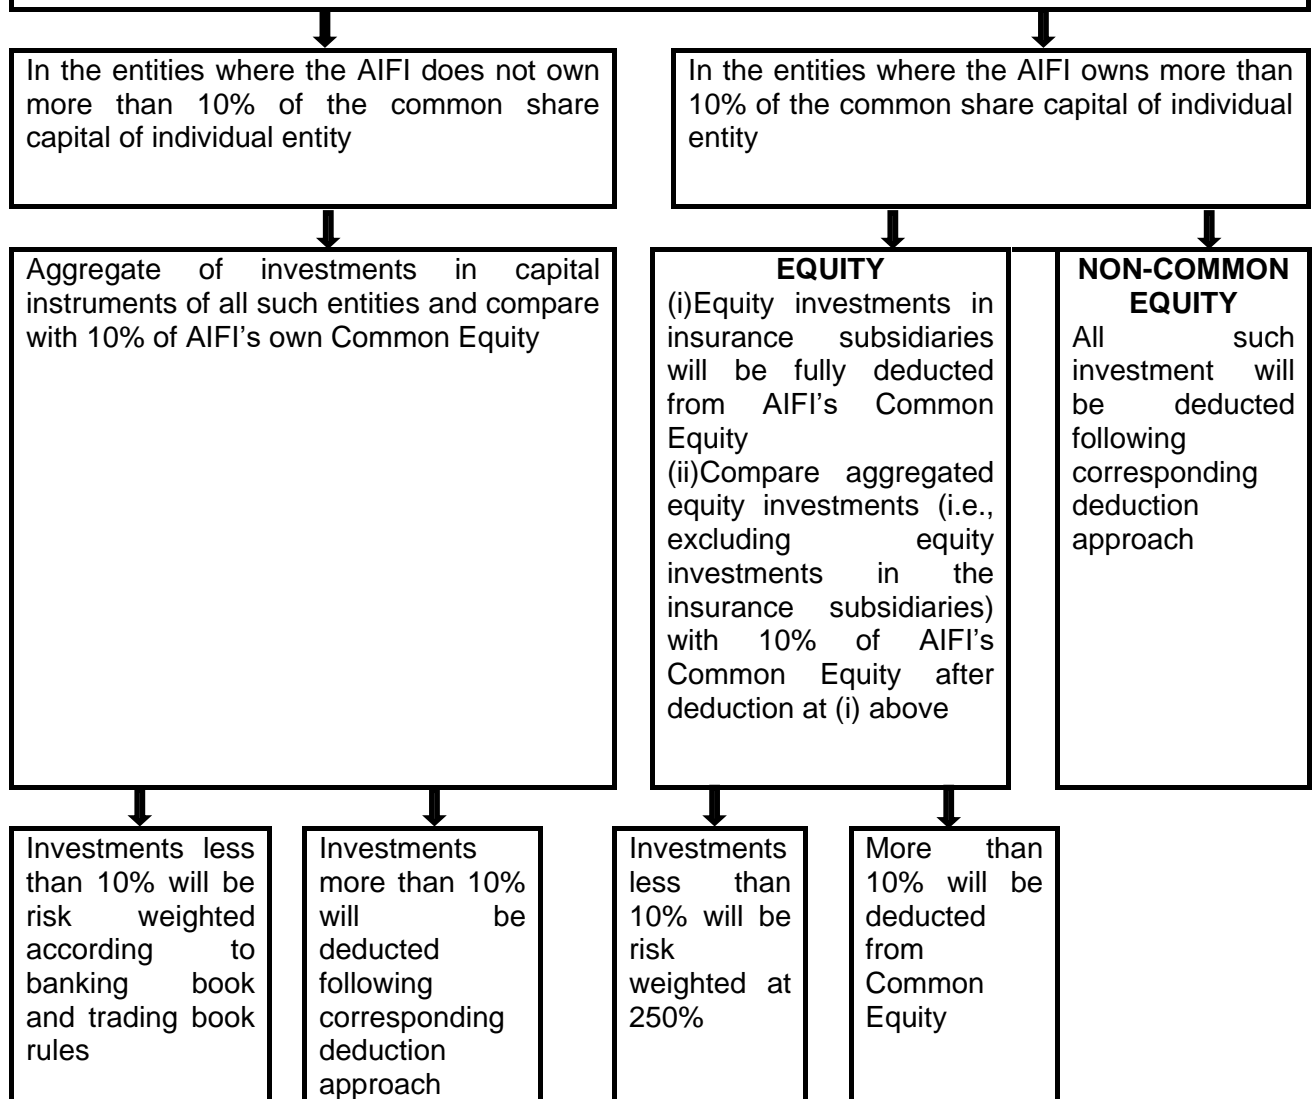 In the entities where the AIFI does not own
more than 10% of the common share
capital of individual entity
In the entities where the AIFI owns more than
10% of the common share capital of individual
entity
Aggregate of investments in capital
instruments of all such entities and compare
with 10% of AIFI’s own Common Equity
EQUITY
(i)Equity investments in
insurance subsidiaries
will be fully deducted
from AIFI’s Common
Equity
(ii)Compare aggregated
equity investments (i.e.,
excluding equity
investments in the
insurance subsidiaries)
with 10% of AIFI’s
Common Equity after
deduction at (i) above
NON-COMMON
EQUITY
All such
investment will
be deducted
following
corresponding
deduction
approach
Investments less
than 10% will be
risk weighted
according to
banking book
and trading book
rules
Investments
more than 10%
will be
deducted
following
corresponding
deduction
approach
Investments
less than
10% will be
risk
weighted at
250%
More than
10% will be
deducted
from
Common
Equity